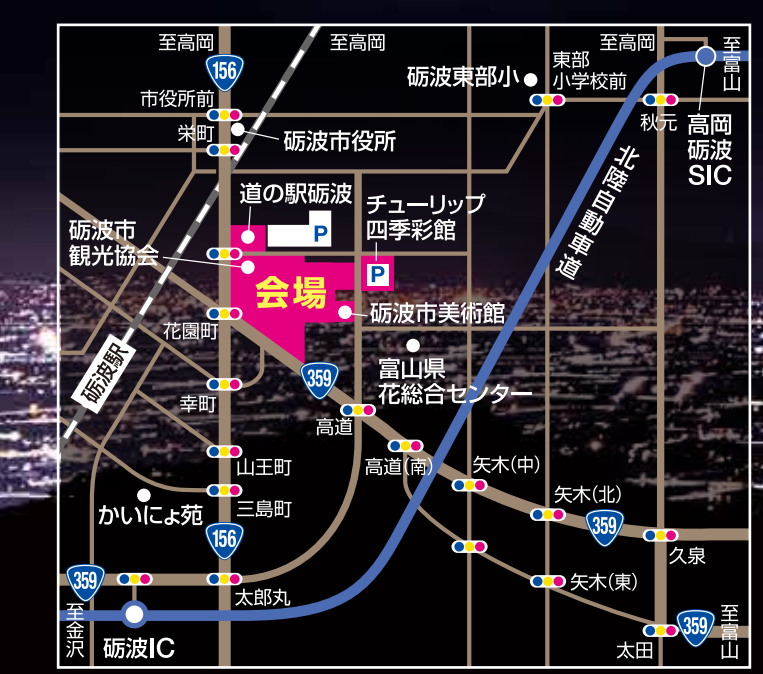 至高岡
至高岡
至高岡
至富山
156
東部
小学校前
砺波東部小
市役所前
秋元
高岡
砺波
SIC
栄町
砺波市役所
北陸自動車道
道の駅砺波
チューリップ
四季彩館
P
砺波市
観光協会
P
会場
砺波市美術館
花園町
富山県
花総合センター
砺波駅
359
幸町
高道
高道(南)
山王町
矢木(中)
三島町
矢木(北)
かいにょ苑
156
359
久泉
359
太郎丸
矢木(東)
至金沢
砺波IC
太田
359
至富山